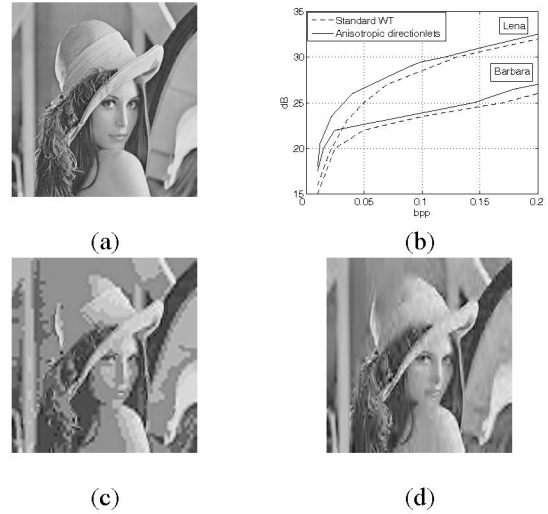 35
30
25
20
15
dB
Standard WT
Anisotropic directionlets
Lena
Barbara
0
0.05
0.1
0.15
0.2
bpp
(a)
(b)
(c)
(d)